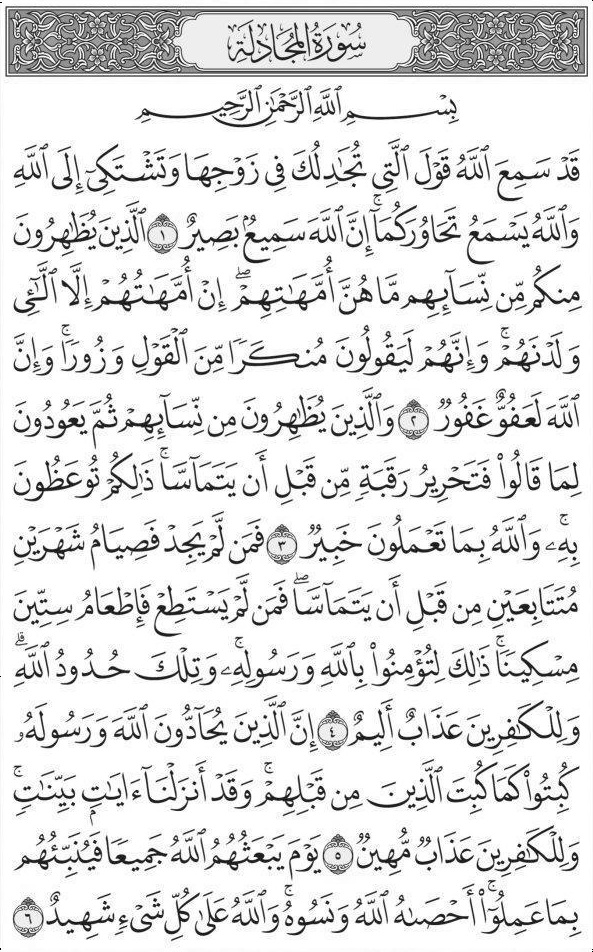 سُورَةُ المُجَادلَة
بِسْمِ ٱللَّهِ ٱلرَّحْمَٰنِ ٱلرَّحِيمِ
قَدْ سَمِعَ ٱللَّهُ قَوْلَ ٱلَّتِي تُجَٰدِلُكَ فِي زَوْجِهَا وَتَشْتَكِيٓ إِلَى ٱللَّهِ
وَٱللَّهُ يَسْمَعُ تَحَاوُرَكُمَآۚ إِنَّ ٱللَّهَ سَمِيعُۢ بَصِيرٌ ١ ٱلَّذِينَ يُظَٰهِرُونَ
مِنكُم مِّن نِّسَآئِهِم مَّا هُنَّ أُمَّهَٰتِهِمْۖ إِنْ أُمَّهَٰتُهُمْ إِلَّا ٱلَّٰٓـِٔي
وَلَدْنَهُمْۚ وَإِنَّهُمْ لَيَقُولُونَ مُنكَرًا مِّنَ ٱلْقَوْلِ وَزُورًاۚ وَإِنَّ
ٱللَّهَ لَعَفُوٌّ غَفُورٌ ٢ وَٱلَّذِينَ يُظَٰهِرُونَ مِن نِّسَآئِهِمْ ثُمَّ يَعُودُونَ
لِمَا قَالُوا۟ فَتَحْرِيرُ رَقَبَةٍ مِّن قَبْلِ أَن يَتَمَآسَّاۚ ذَٰلِكُمْ تُوعَظُونَ
بِهِۦۚ وَٱللَّهُ بِمَا تَعْمَلُونَ خَبِيرٌ ٣ فَمَن لَّمْ يَجِدْ فَصِيَامُ شَهْرَيْنِ
مُتَتَابِعَيْنِ مِن قَبْلِ أَن يَتَمَآسَّاۖ فَمَن لَّمْ يَسْتَطِعْ فَإِطْعَامُ سِتِّينَ
مِسْكِينًاۚ ذَٰلِكَ لِتُؤْمِنُوا۟ بِٱللَّهِ وَرَسُولِهِۦۚ وَتِلْكَ حُدُودُ ٱللَّهِۗ
وَلِلْكَٰفِرِينَ عَذَابٌ أَلِيمٌ ٤ إِنَّ ٱلَّذِينَ يُحَآدُّونَ ٱللَّهَ وَرَسُولَهُۥ
كُبِتُوا۟ كَمَا كُبِتَ ٱلَّذِينَ مِن قَبْلِهِمْۚ وَقَدْ أَنزَلْنَآ ءَايَٰتٍۭ بَيِّنَٰتٍۚ
وَلِلْكَٰفِرِينَ عَذَابٌ مُّهِينٌ ٥ يَوْمَ يَبْعَثُهُمُ ٱللَّهُ جَمِيعًا فَيُنَبِّئُهُم
بِمَا عَمِلُوٓا۟ۚ أَحْصَىٰهُ ٱللَّهُ وَنَسُوهُۚ وَٱللَّهُ عَلَىٰ كُلِّ شَيْءٍ شَهِيدٌ ٦